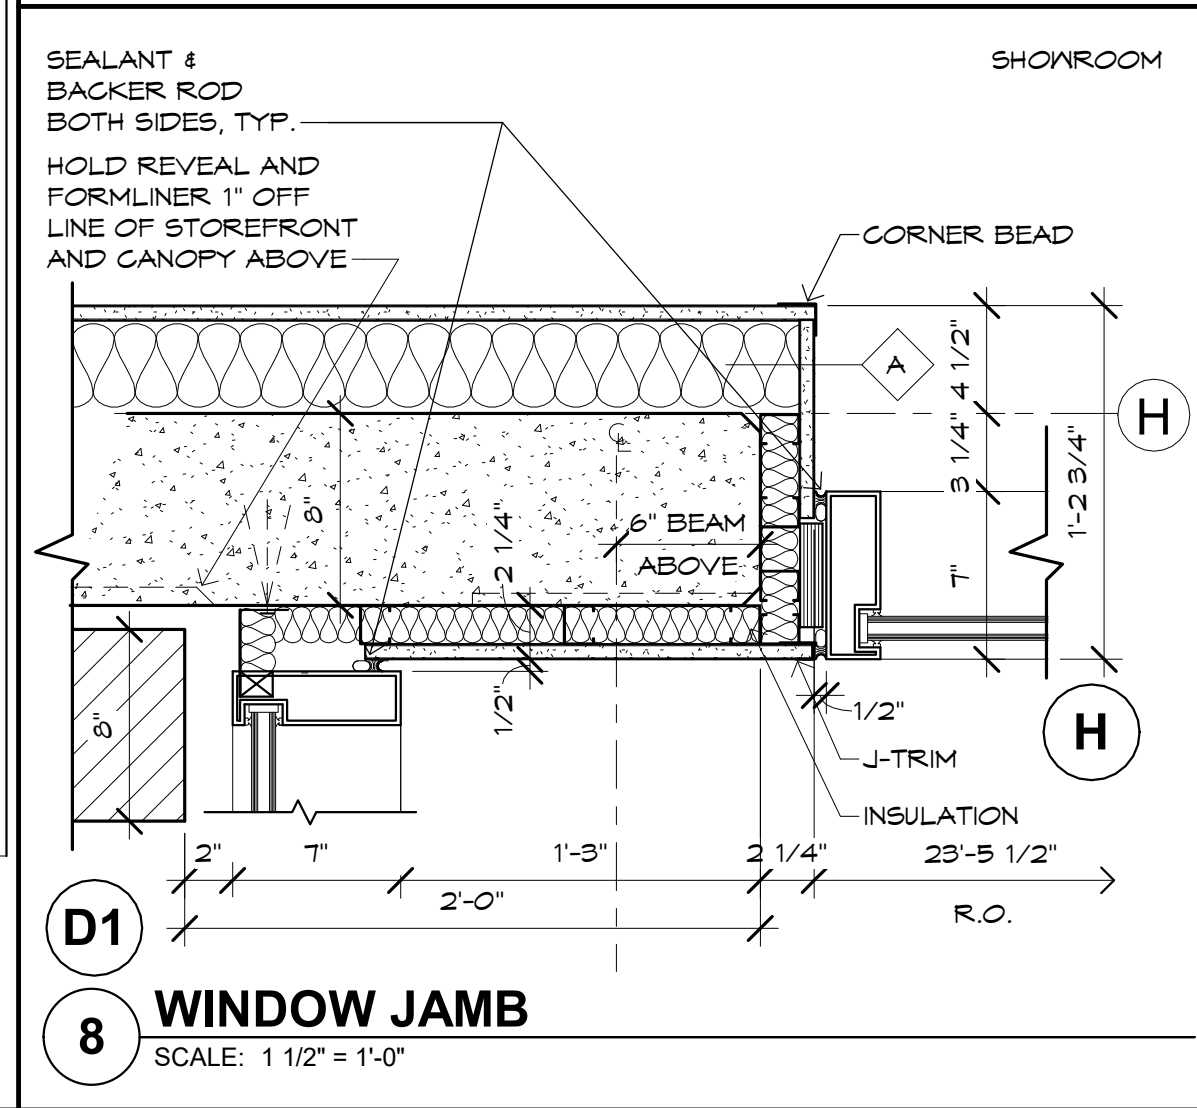 SEALANT &
BACKER ROD
BOTH SIDES, TYP.
SHOWROOM
HOLD REVEAL AND
FORMLINER 1" OFF
LINE OF STOREFRONT
AND CANOPY ABOVE
CORNER BEAD
A
4 1/2"
H
3 1/4"
1'-2 3/4"
CL
8"
2 1/4"
6" BEAM
ABOVE
7"
1/2"
8"
1/2"
H
J-TRIM
INSULATION
2"
7"
1'-3"
2 1/4"
23'-5 1/2"
2'-0"
R.O.
D1
8
WINDOW JAMB
SCALE: 1 1/2" = 1'-0"